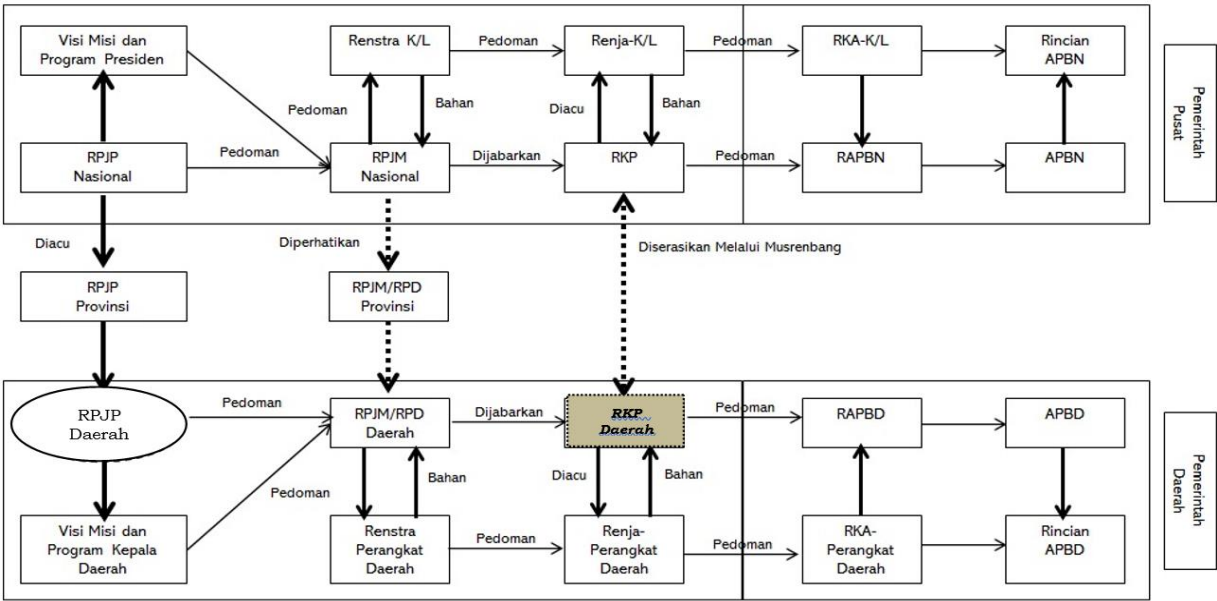 Visi Misi dan
Program Presiden
Renstra K/L
Pedoman
Renja-K/L
Pedoman
RKA-K/L
Rincian
APBN
Pedoman
Bahan
Diacu
Bahan
RPJP
Nasional
Pedoman
RPJM
Nasional
Dijabarkan
RKP
Pedoman
RAPBN
APBN
Pemerintah
Pusat
Diacu
Diperhatikan
Diserasikan Melalui Musrenbang
RPJP
Provinsi
RPJM/RPD
Provinsi
RPJP
Daerah
Pedoman
RPJM/RPD
Daerah
Dijabarkan
RKP
Daerah
Pedoman
RAPBD
APBD
Pedoman
Bahan
Diacu
Bahan
Visi Misi dan
Program Kepala
Daerah
Renstra
Perangkat
Daerah
Pedoman
Renja-
Perangkat
Daerah
Pedoman
RKA-
Perangkat
Daerah
Rincian
APBD
Pemerintah
Daerah